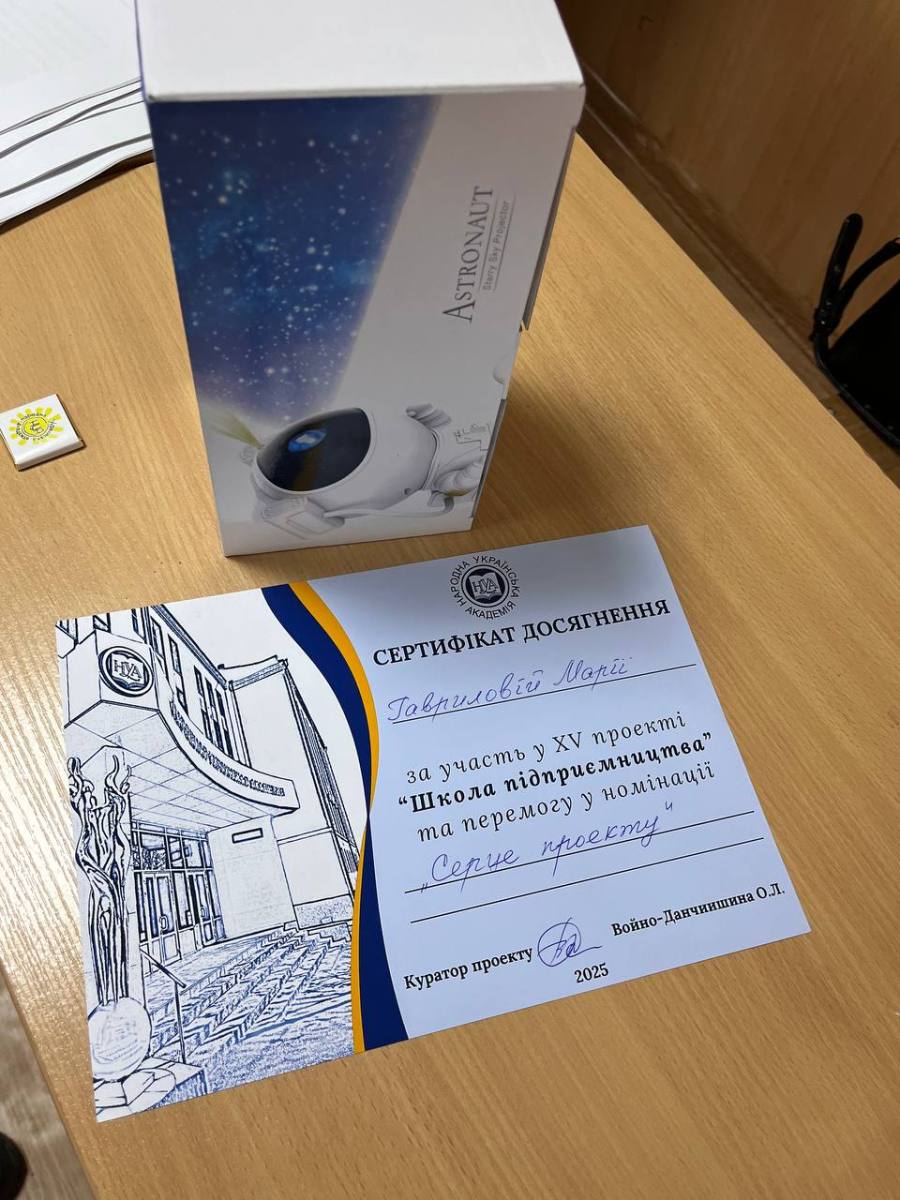 ASTRONAUT
Starry Sky Projector
НАРОДНА УКРАЇНСЬКА АКАДЕМІЯ
НУА
СЕРТИФІКАТ ДОСЯГНЕННЯ
Гавриловій Марії
за участь у XV проекті
“Школа підприємництва”
та перемогу у номінації
„Серце проекту"
Куратор проекту Войно-Данчишина О.Л.
2025
НУА